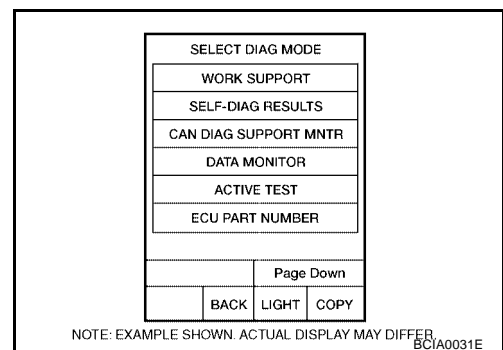 SELECT DIAG MODE
WORK SUPPORT
SELF-DIAG RESULTS
CAN DIAG SUPPORT MNTR
DATA MONITOR
ACTIVE TEST
ECU PART NUMBER
Page Down
BACK LIGHT COPY
NOTE: EXAMPLE SHOWN. ACTUAL DISPLAY MAY DIFFER.
BCIA0031E